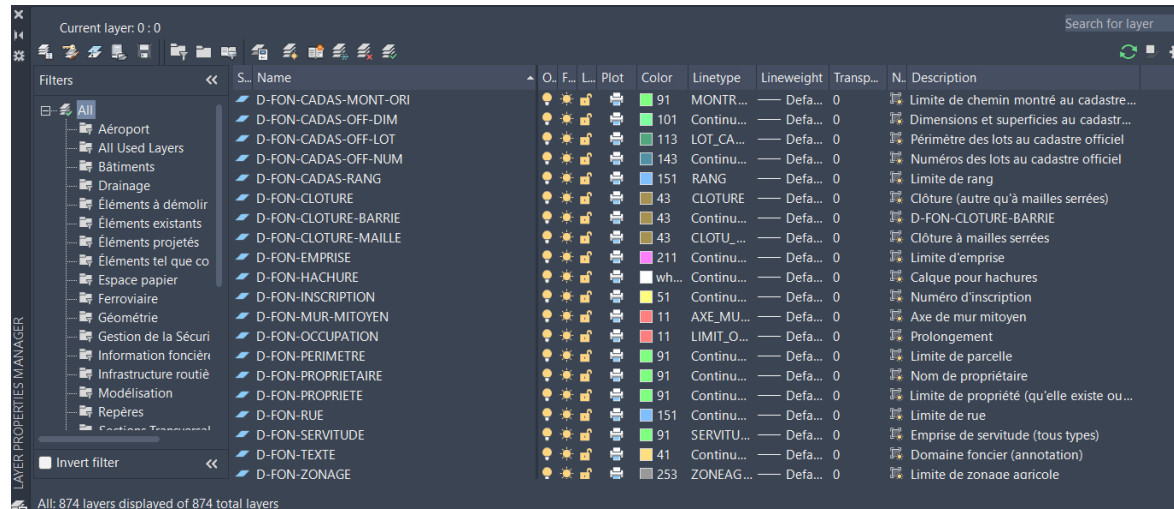 Current layer: 0 : 0
Search for layer
Filters
S... Name O.. F... L... Plot Color Linetype Lineweight Transp... N.. Description
All
Aéroport
All Used Layers
Bâtiments
Drainage
Éléments à démolir
Éléments existants
Éléments projetés
Éléments tel que co
Espace papier
Ferroviaire
Géométrie
Gestion de la Sécuri
Information foncière
Infrastructure routiè
Modélisation
Repères
Sections Transversal
Invert filter
D-FON-CADAS-MONT-ORI 91 MONTR... Defa... 0 Limite de chemin montré au cadastre...
D-FON-CADAS-OFF-DIM 101 Continu... Defa... 0 Dimensions et superficies au cadastr...
D-FON-CADAS-OFF-LOT 113 LOT_CA... Defa... 0 Périmètre des lots au cadastre officiel
D-FON-CADAS-OFF-NUM 143 Continu... Defa... 0 Numéros des lots au cadastre officiel
D-FON-CADAS-RANG 151 RANG Defa... 0 Limite de rang
D-FON-CLOTURE 43 CLOTURE Defa... 0 Clôture (autre qu'à mailles serrées)
D-FON-CLOTURE-BARRIE 43 Continu... Defa... 0 D-FON-CLOTURE-BARRIE
D-FON-CLOTURE-MAILLE 43 CLOTU_... Defa... 0 Clôture à mailles serrées
D-FON-EMPRISE 211 Continu... Defa... 0 Limite d'emprise
D-FON-HACHURE wh... Continu... Defa... 0 Calque pour hachures
D-FON-INSCRIPTION 51 Continu... Defa... 0 Numéro d'inscription
D-FON-MUR-MITOYEN 11 AXE_MU... Defa... 0 Axe de mur mitoyen
D-FON-OCCUPATION 11 LIMIT_O... Defa... 0 Prolongement
D-FON-PERIMETRE 91 Continu... Defa... 0 Limite de parcelle
D-FON-PROPRIETAIRE 91 Continu... Defa... 0 Nom de propriétaire
D-FON-PROPRIETE 91 Continu... Defa... 0 Limite de propriété (qu'elle existe ou...
D-FON-RUE 151 Continu... Defa... 0 Limite de rue
D-FON-SERVITUDE 91 SERVITU... Defa... 0 Emprise de servitude (tous types)
D-FON-TEXTE 41 Continu... Defa... 0 Domaine foncier (annotation)
D-FON-ZONAGE 253 ZONEAG... Defa... 0 Limite de zonage agricole
LAYER PROPERTIES MANAGER
All: 874 layers displayed of 874 total layers